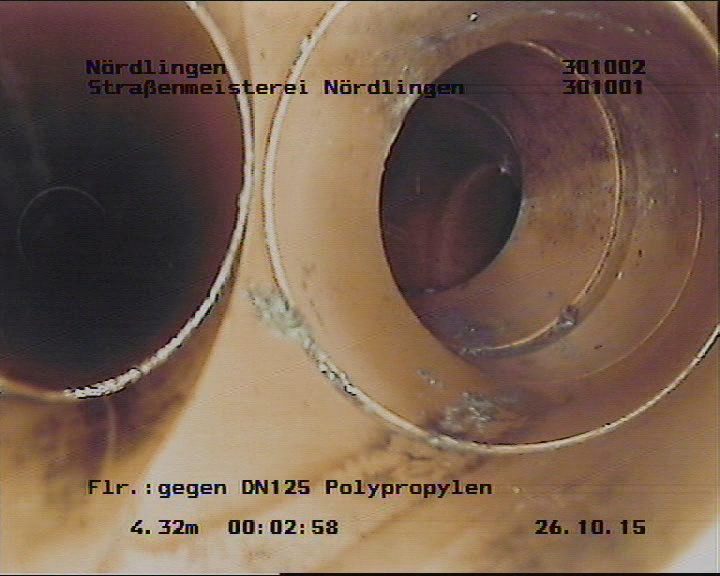 Nördlingen 301002
Straßenmeisterei Nördlingen 301001
Flr.:gegen DN125 Polypropylen
4.32m 00:02:58 26.10.15